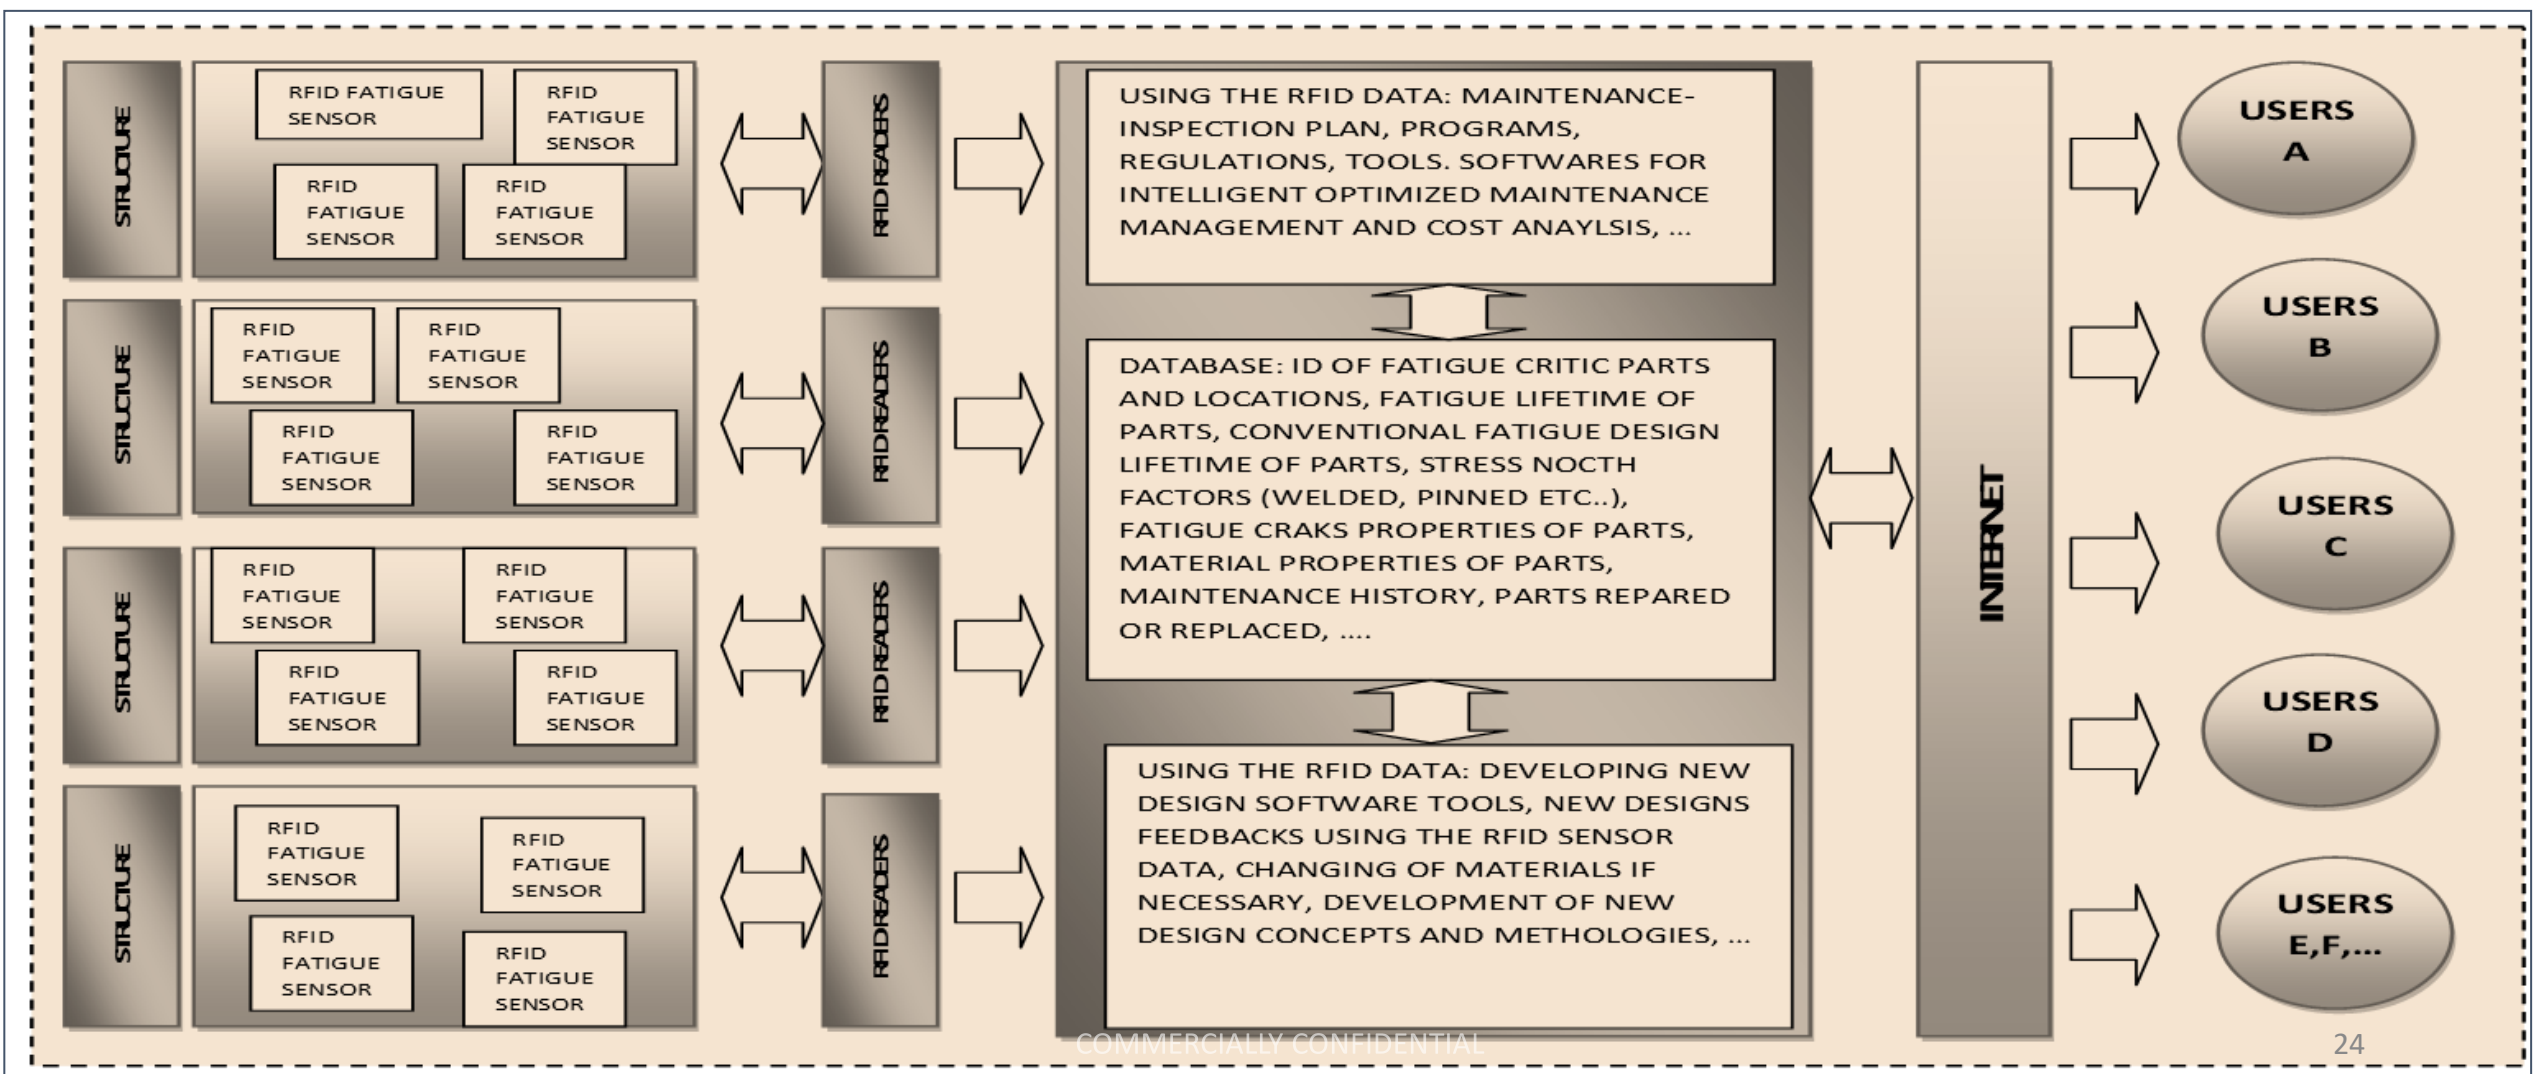 STRUCTURE
RFID FATIGUE
SENSOR
RFID
FATIGUE
SENSOR
RFID
FATIGUE
SENSOR
RFID
FATIGUE
SENSOR
RFID READERS
STRUCTURE
RFID
FATIGUE
SENSOR
RFID
FATIGUE
SENSOR
RFID
FATIGUE
SENSOR
RFID
FATIGUE
SENSOR
RFID READERS
STRUCTURE
RFID
FATIGUE
SENSOR
RFID
FATIGUE
SENSOR
RFID
FATIGUE
SENSOR
RFID
FATIGUE
SENSOR
RFID READERS
STRUCTURE
RFID
FATIGUE
SENSOR
RFID
FATIGUE
SENSOR
RFID
FATIGUE
SENSOR
RFID
FATIGUE
SENSOR
RFID READERS
USING THE RFID DATA: MAINTENANCE-
INSPECTION PLAN, PROGRAMS,
REGULATIONS, TOOLS. SOFTWARES FOR
INTELLIGENT OPTIMIZED MAINTENANCE
MANAGEMENT AND COST ANAYLSIS, ...
DATABASE: ID OF FATIGUE CRITIC PARTS
AND LOCATIONS, FATIGUE LIFETIME OF
PARTS, CONVENTIONAL FATIGUE DESIGN
LIFETIME OF PARTS, STRESS NOCTH
FACTORS (WELDED, PINNED ETC..),
FATIGUE CRAKS PROPERTIES OF PARTS,
MATERIAL PROPERTIES OF PARTS,
MAINTENANCE HISTORY, PARTS REPARED
OR REPLACED, ....
USING THE RFID DATA: DEVELOPING NEW
DESIGN SOFTWARE TOOLS, NEW DESIGNS
FEEDBACKS USING THE RFID SENSOR
DATA, CHANGING OF MATERIALS IF
NECESSARY, DEVELOPMENT OF NEW
DESIGN CONCEPTS AND METHOLOGIES, ...
INTERNET
USERS
A
USERS
B
USERS
C
USERS
D
USERS
E,F,...
COMMERCIALLY CONFIDENTIAL
24